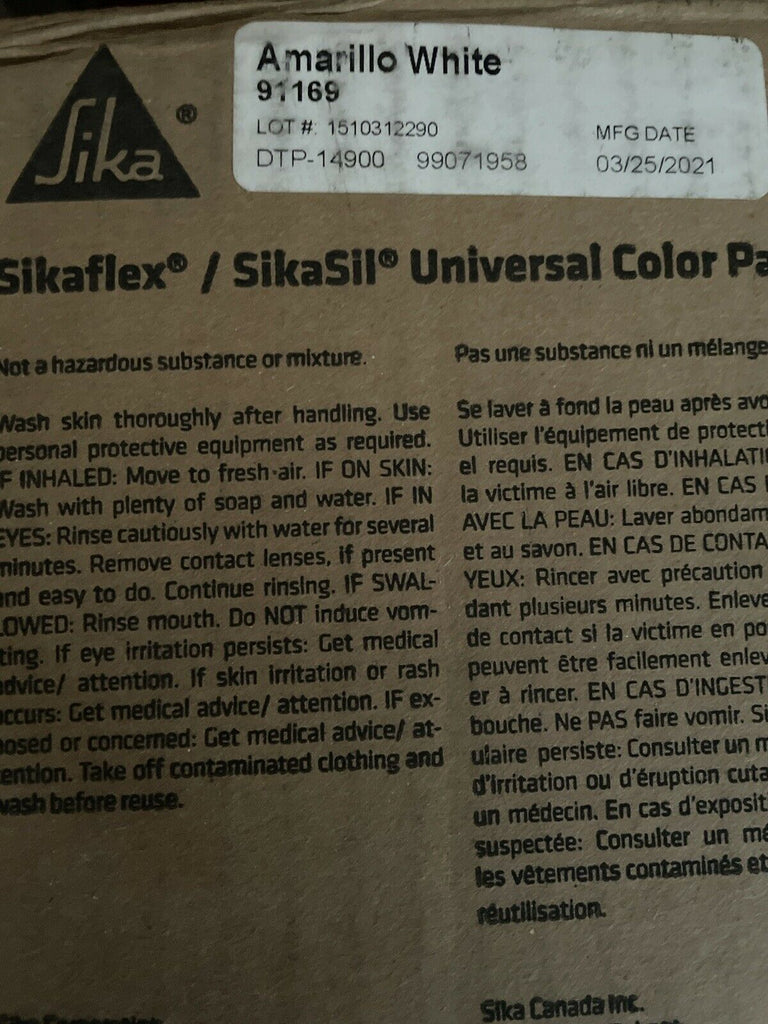 Sika®
Amarillo White
91169
LOT #: 1510312290
MFG DATE
DTP-14900 99071958
03/25/2021
Sikaflex® / SikaSil® Universal Color Pa
Not a hazardous substance or mixture.
Wash skin thoroughly after handling. Use
personal protective equipment as required.
IF INHALED: Move to fresh air. IF ON SKIN:
Wash with plenty of soap and water. IF IN
EYES: Rinse cautiously with water for several
minutes. Remove contact lenses, if present
and easy to do. Continue rinsing. IF SWAL-
LOWED: Rinse mouth. Do NOT induce vom-
iting. If eye irritation persists: Get medical
advice/ attention. If skin irritation or rash
occurs: Get medical advice/ attention. IF ex-
posed or concerned: Get medical advice/ at-
tention. Take off contaminated clothing and
wash before reuse.
Pas une substance ni un mélange
Se laver à fond la peau après avo
Utiliser l'équipement de protecti
el requis. EN CAS D'INHALATI
la victime à l'air libre. EN CAS
AVEC LA PEAU: Laver abondam
et au savon. EN CAS DE CONTA
YEUX: Rincer avec précaution
dant plusieurs minutes. Enleve
de contact si la victime en po
peuvent être facilement enlev
er à rincer. EN CAS D'INGEST
bouche. Ne PAS faire vomir. Si
ulaire persiste: Consulter un m
d'irritation ou d'éruption cuta
un médecin. En cas d'exposit
suspectée: Consulter un mé
les vêtements contaminés et
réutilisation.
Sika Corporation
Sika Canada Inc.